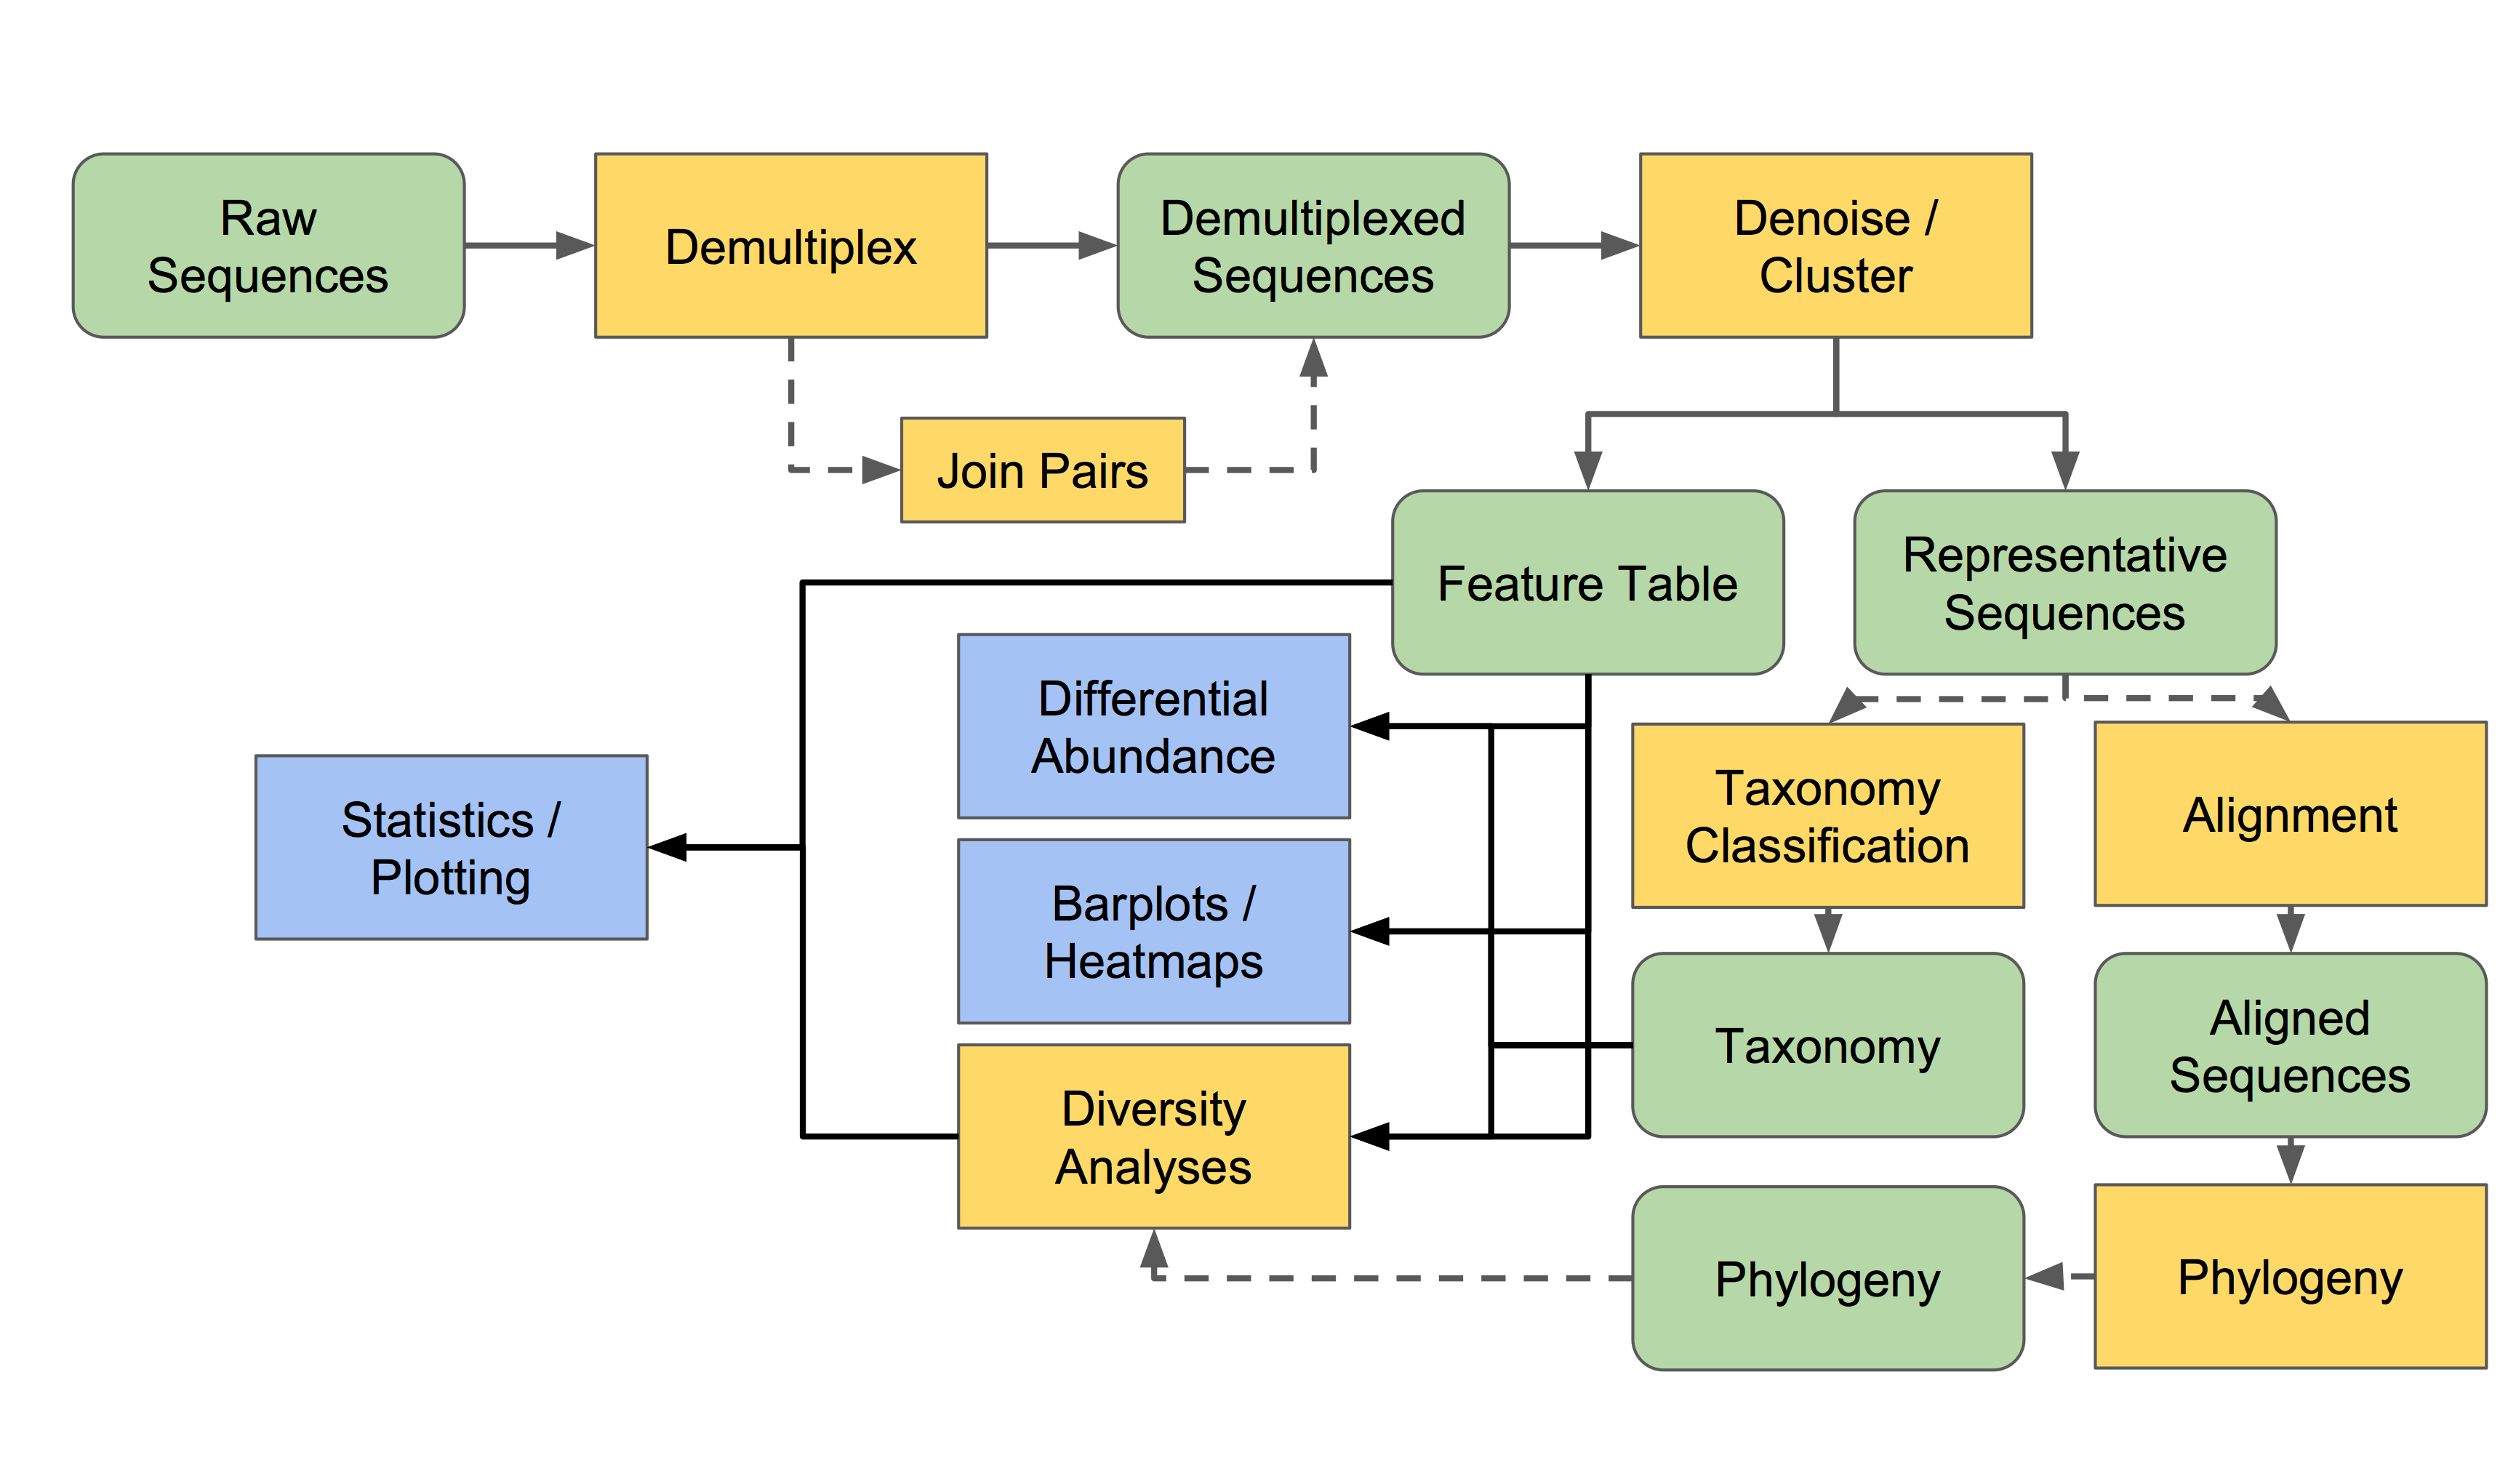 Raw
Sequences
Demultiplex
Demultiplexed
Sequences
Denoise /
Cluster
Join Pairs
Feature Table
Representative
Sequences
Differential
Abundance
Taxonomy
Classification
Alignment
Statistics /
Plotting
Barplots /
Heatmaps
Taxonomy
Aligned
Sequences
Diversity
Analyses
Phylogeny
Phylogeny